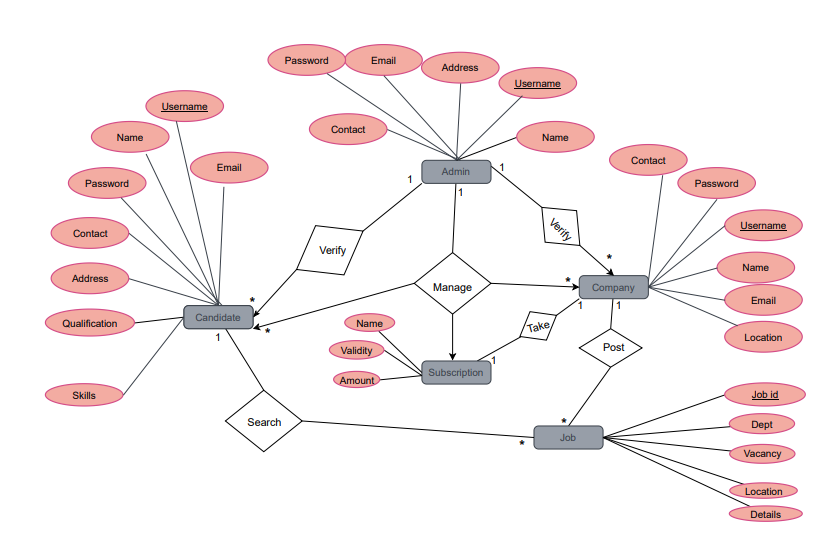 Password
Email
Address
Username
Contact
Name
Admin
1
1
1
Username
Name
Email
Password
Contact
Address
Qualification
Skills
Candidate
1
*
*
Verify
Verify
Manage
*
*
Contact
Password
Username
Name
Email
Location
Company
1
1
Take
Post
Name
Validity
Amount
Subscription
1
Search
*
*
Job
Job id
Dept
Vacancy
Location
Details